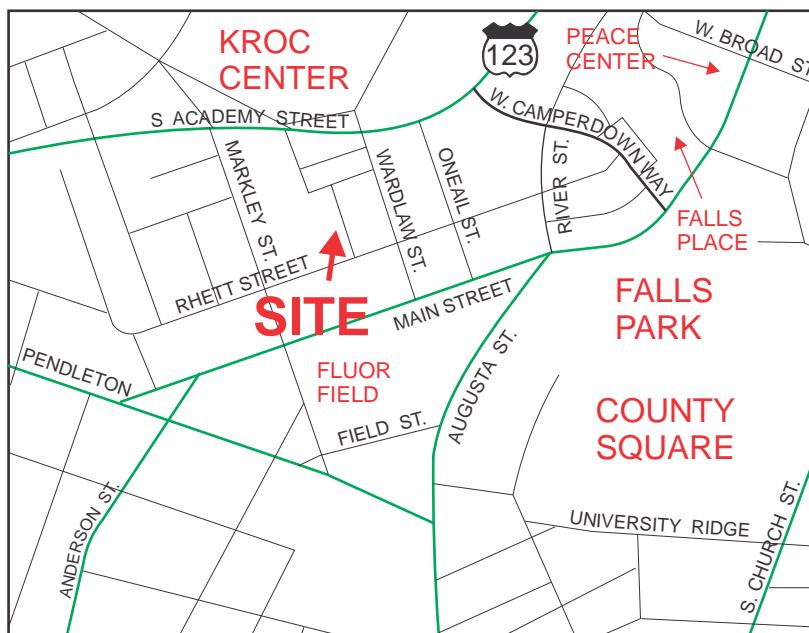 KROC
CENTER
123
PEACE
CENTER
W. BROAD ST
S ACADEMY STREET
W. CAMPERDOWN WAY
MARKLEY ST.
WARDLAW ST.
ONEAIL ST.
RIVER ST.
FALLS
PLACE
RHETT STREET
SITE
MAIN STREET
FALLS
PARK
PENDLETON
FLUOR
FIELD
AUGUSTA ST.
COUNTY
SQUARE
FIELD ST.
ANDERSON ST.
UNIVERSITY RIDGE
S. CHURCH ST.